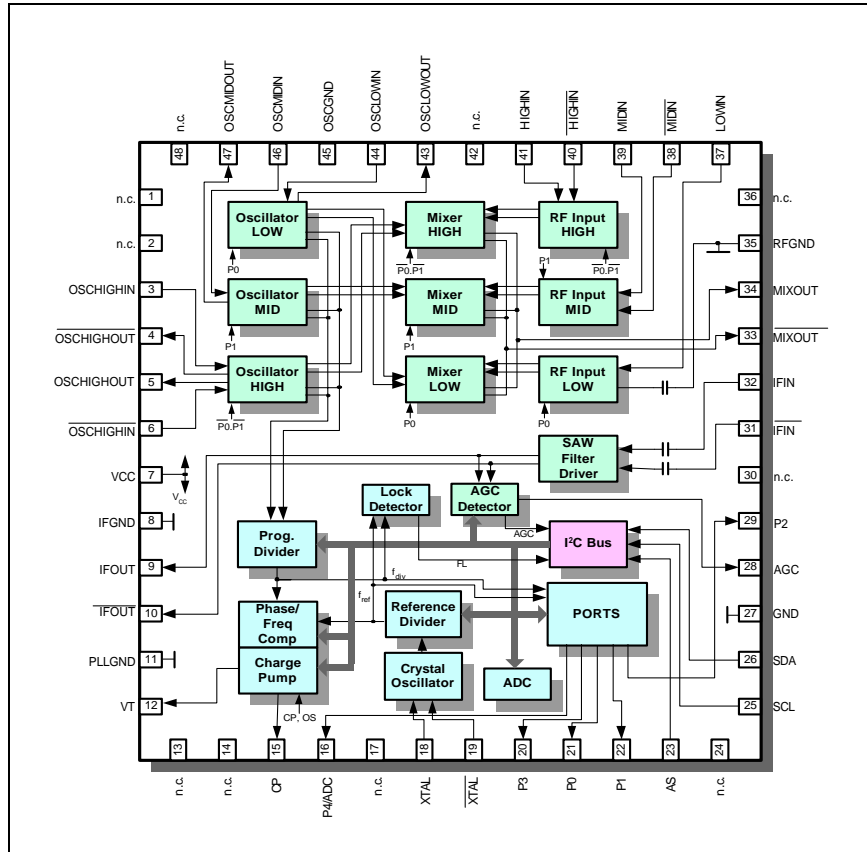 n.c.
OSCMIDOUT
OSCMIDIN
OSCGND
OSCLOWIN
OSCLOWOUT
n.c.
HIGHIN
HIGHIN
MIDIN
MIDIN
LOWIN
48
47
46
45
44
43
42
41
40
39
38
37
n.c.
1
n.c.
2
OSCHIGHIN
3
OSCHIGHOUT
4
OSCHIGHOUT
5
OSCHIGHIN
6
VCC
7
VCC
IFGND
8
IFOUT
9
IFOUT
10
PLLGND
11
VT
12
Oscillator
LOW
P0
Oscillator
MID
P1
Oscillator
HIGH
P0.P1
Mixer
HIGH
P0.P1
Mixer
MID
P1
Mixer
LOW
P0
RF Input
HIGH
P0.P1
P1
RF Input
MID
RF Input
LOW
P0
SAW
Filter
Driver
Lock
Detector
AGC
Detector
AGC
FL
I²C Bus
Prog.
Divider
fdiv
fref
Phase/
Freq
Comp
Charge
Pump
CP, OS
Reference
Divider
Crystal
Oscillator
ADC
PORTS
36
n.c.
35
RFGND
34
MIXOUT
33
MIXOUT
32
IFIN
31
IFIN
30
n.c.
29
P2
28
AGC
27
GND
26
SDA
25
SCL
13
14
15
16
17
18
19
20
21
22
23
24
n.c.
n.c.
CP
P4/ADC
n.c.
XTAL
XTAL
P3
P0
P1
AS
n.c.